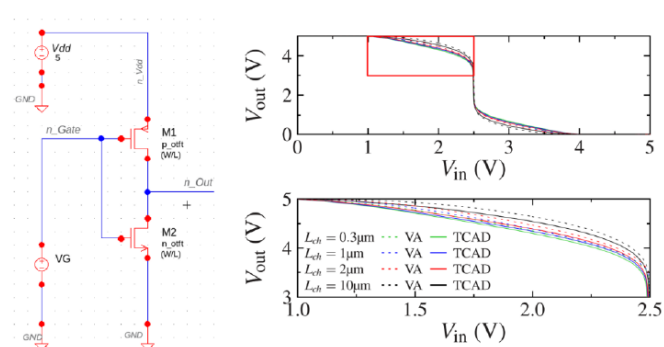 Vdd
5
GND
n_Vdd
n_Gate
M1
p_otft
(W/L)
n_Out
M2
n_otft
(W/L)
VG
GND
GND
4
2
0
Vout (V)
0 1 2 3 4 5
Vin (V)
5
4
3
Vout (V)
Lch = 0.3μm VA TCAD
Lch = 1μm VA TCAD
Lch = 2μm VA TCAD
Lch = 10μm VA TCAD
1.0 1.5 2.0 2.5
Vin (V)